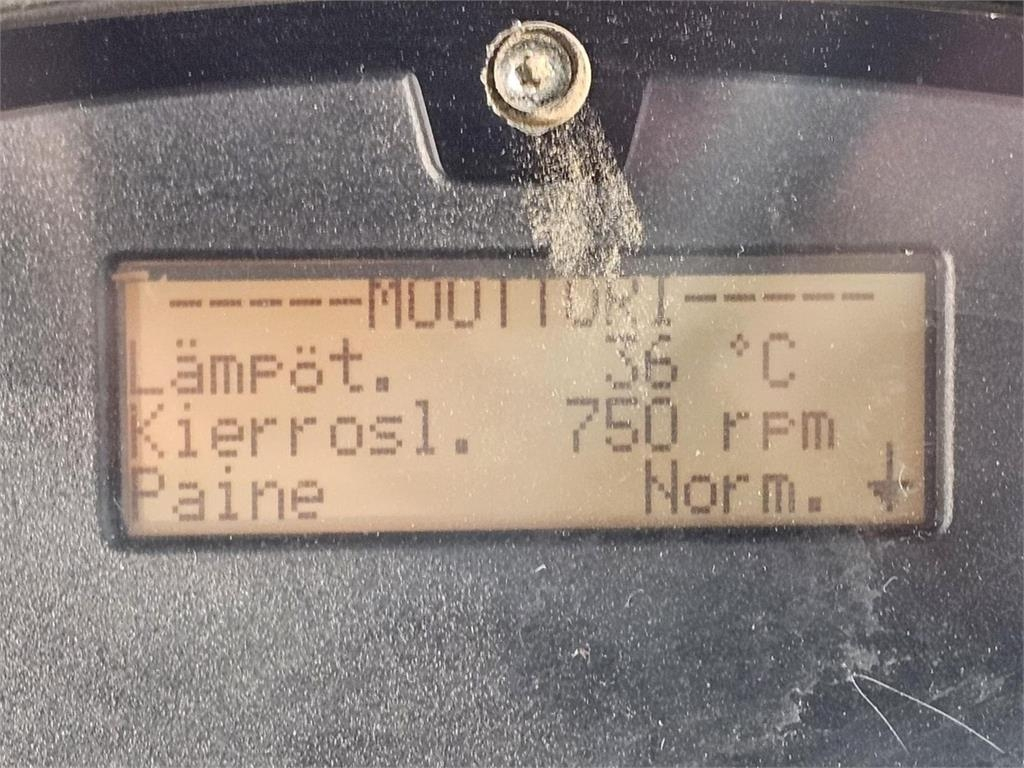 -----MOOTTORI-----
Lämpöt. 36 °C
Kierrosl. 750 rpm
Paine Norm. ↓